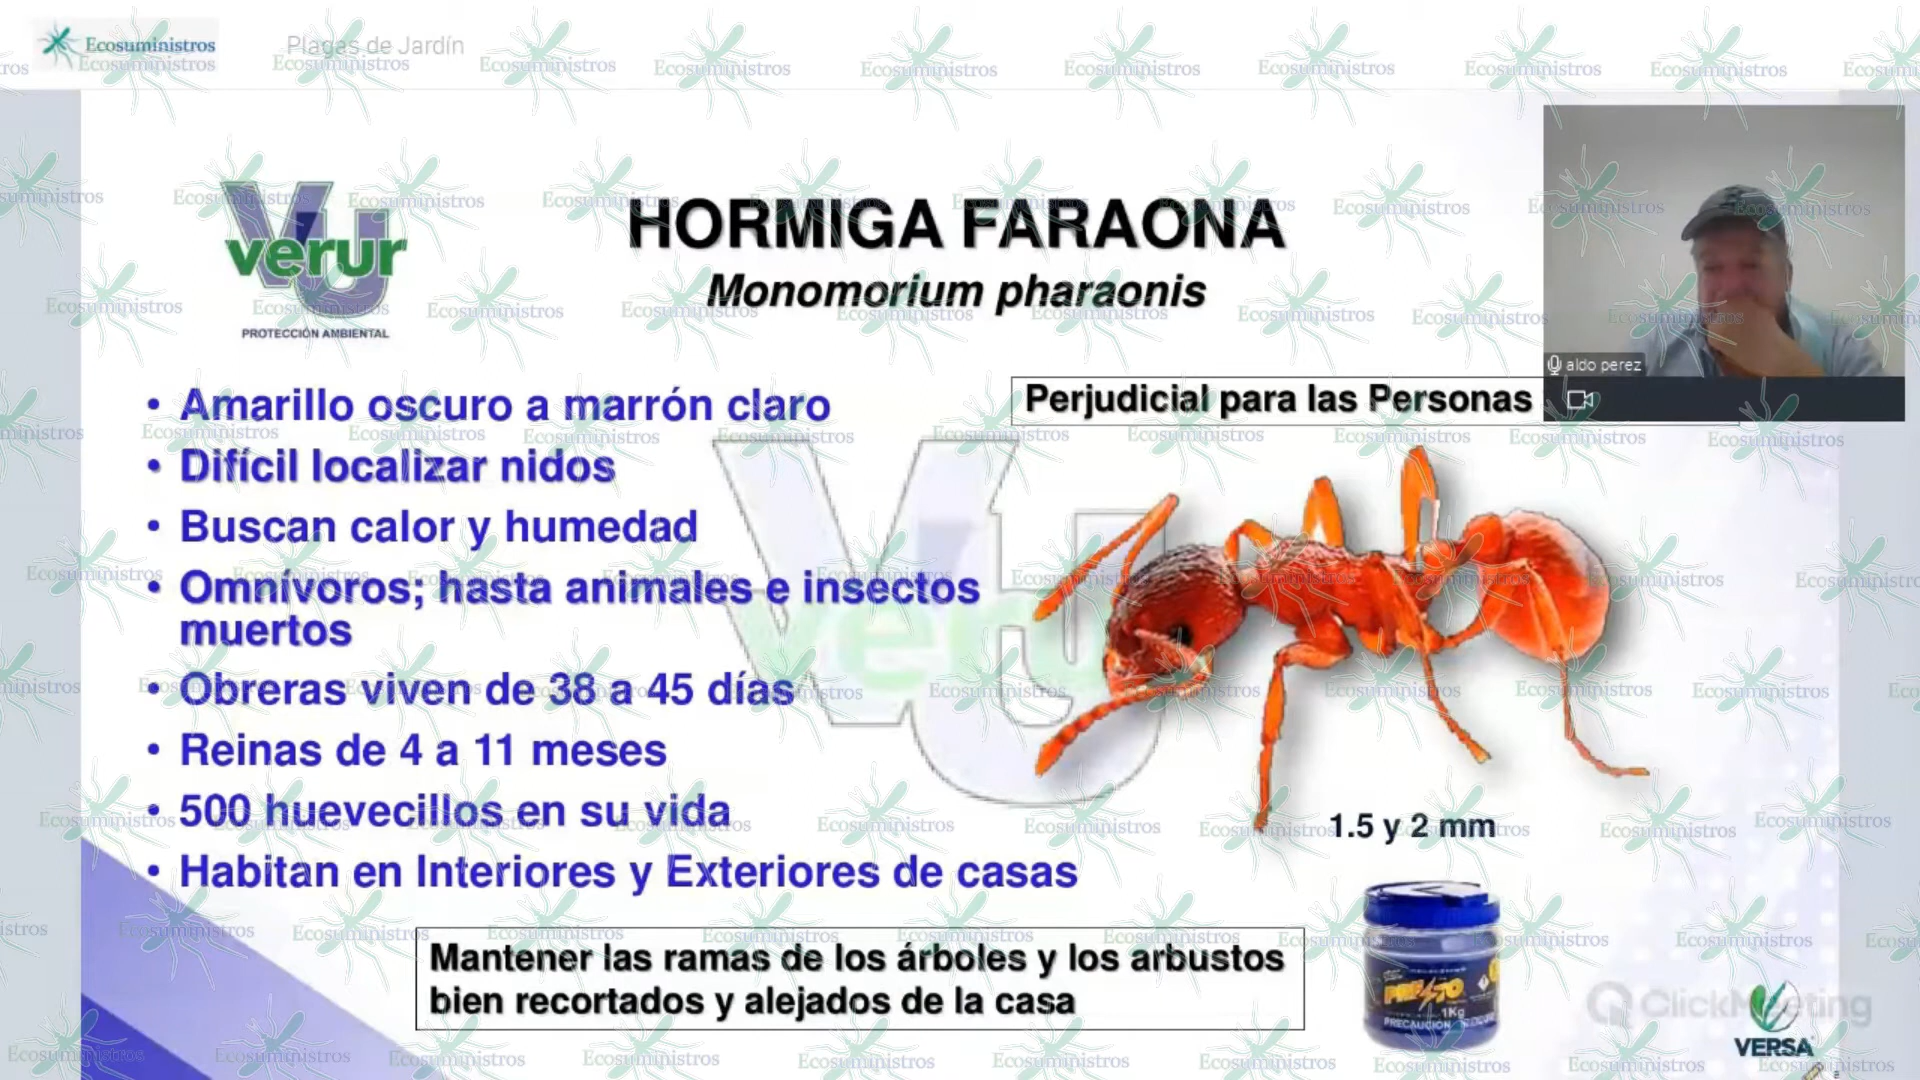 Ecosuministros
Plagas de Jardín
verur
PROTECCIÓN AMBIENTAL
HORMIGA FARAONA
Monomorium pharaonis
aldo perez
Perjudicial para las Personas
• Amarillo oscuro a marrón claro
• Difícil localizar nidos
• Buscan calor y humedad
• Omnívoros; hasta animales e insectos
muertos
• Obreras viven de 38 a 45 días
• Reinas de 4 a 11 meses
• 500 huevecillos en su vida
• Habitan en Interiores y Exteriores de casas
1.5 y 2 mm
Mantener las ramas de los árboles y los arbustos
bien recortados y alejados de la casa
PRESTO
1Kg
PRECAUCIÓN
ClickMeeting
VERSA